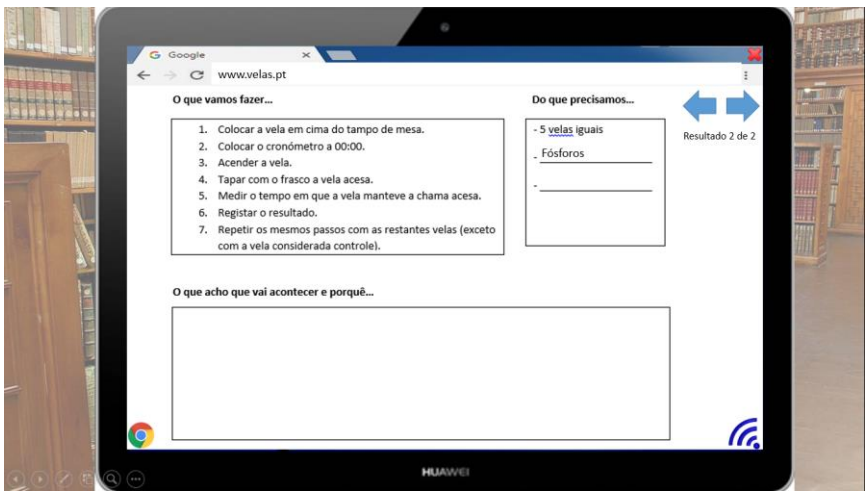 Google
www.velas.pt
O que vamos fazer...
1. Colocar a vela em cima do tampo de mesa.
2. Colocar o cronómetro a 00:00.
3. Acender a vela.
4. Tapar com o frasco a vela acesa.
5. Medir o tempo em que a vela manteve a chama acesa.
6. Registar o resultado.
7. Repetir os mesmos passos com as restantes velas (exceto
com a vela considerada controle).
Do que precisamos...
- 5 velas iguais
- Fósforos
-
Resultado 2 de 2
O que acho que vai acontecer e porquê...
HUAWEI